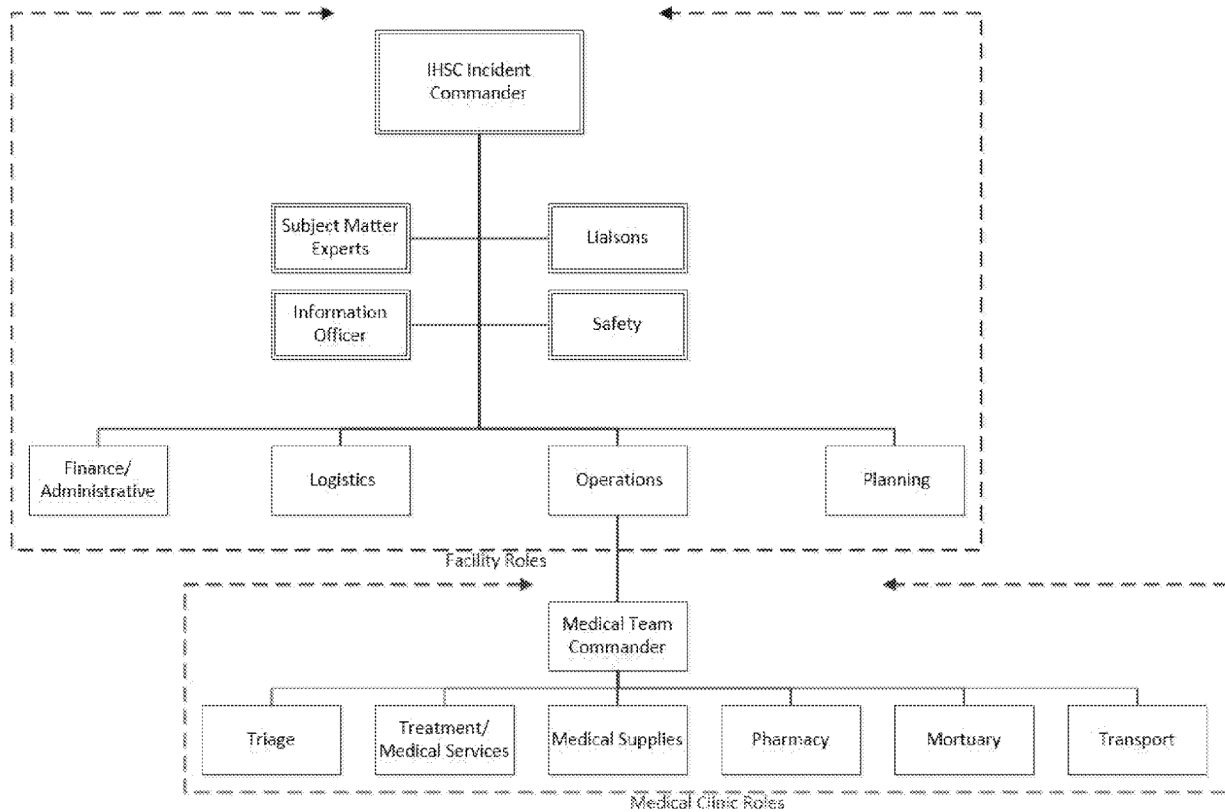 IHSC Incident
Commander
Subject Matter
Experts
Liaisons
Information
Officer
Safety
Finance/
Administrative
Logistics
Operations
Planning
Facility Roles
Medical Team
Commander
Triage
Treatment/
Medical Services
Medical Supplies
Pharmacy
Mortuary
Transport
Medical Clinic Roles